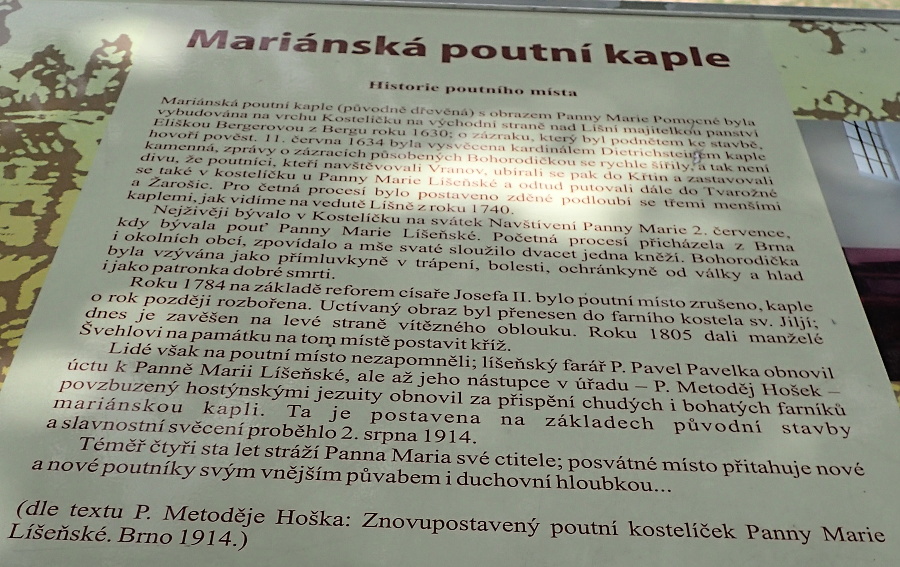 Mariánská poutní kaple
Historie poutního místa
Mariánská poutní kaple (původně dřevěná) s obrazem Panny Marie Pomocné byla
vybudována na vrchu Kostelíčku na východní straně nad Líšní majitelkou panství
Eliškou Bergerovou z Bergu roku 1630; o zázraku, který byl podnětem ke stavbě,
hovoří pověst. 11. června 1634 byla vysvěcena kardinálem Dietrichsteinem kaple
kamenná, zprávy o zázracích působených Bohorodičkou se rychle šířily, a tak není
divu, že poutníci, kteří navštěvovali Vranov, ubírali se pak do Křtin a zastavovali
se také v kostelíčku u Panny Marie Líšeňské a odtud putovali dále do Tvarožné
a Žarošic. Pro četná procesí bylo postaveno zděné podloubí se třemi menšími
kaplemi, jak vidíme na vedutě Líšně z roku 1740.
Nejživěji bývalo v Kostelíčku na svátek Navštívení Panny Marie 2. července,
kdy bývala pouť Panny Marie Líšeňské. Početná procesí přicházela z Brna
i okolních obcí, zpovídalo a mše svaté sloužilo dvacet jedna kněží. Bohorodička
byla vzývána jako přímluvkyně v trápení, bolesti, ochránkyně od války a hlad
i jako patronka dobré smrti.
Roku 1784 na základě reforem císaře Josefa II. bylo poutní místo zrušeno, kaple
o rok později rozbořena. Uctívaný obraz byl přenesen do farního kostela sv. Jiljí;
dnes je zavěšen na levé straně vítězného oblouku. Roku 1805 dali manželé
Švehlovi na památku na tom místě postavit kříž.
Lidé však na poutní místo nezapomněli; líšeňský farář P. Pavel Pavelka obnovil
úctu k Panně Marii Líšeňské, ale až jeho nástupce v úřadu – P. Metoděj Hošek –
povzbuzený hostýnskými jezuity obnovil za přispění chudých i bohatých farníků
mariánskou kapli. Ta je postavena na základech původní stavby
a slavnostní svěcení proběhlo 2. srpna 1914.
Téměř čtyři sta let stráží Panna Maria své ctitele; posvátné místo přitahuje nové
a nové poutníky svým vnějším půvabem i duchovní hloubkou...
(dle textu P. Metoděje Hoška: Znovupostavený poutní kostelíček Panny Marie
Líšeňské. Brno 1914.)